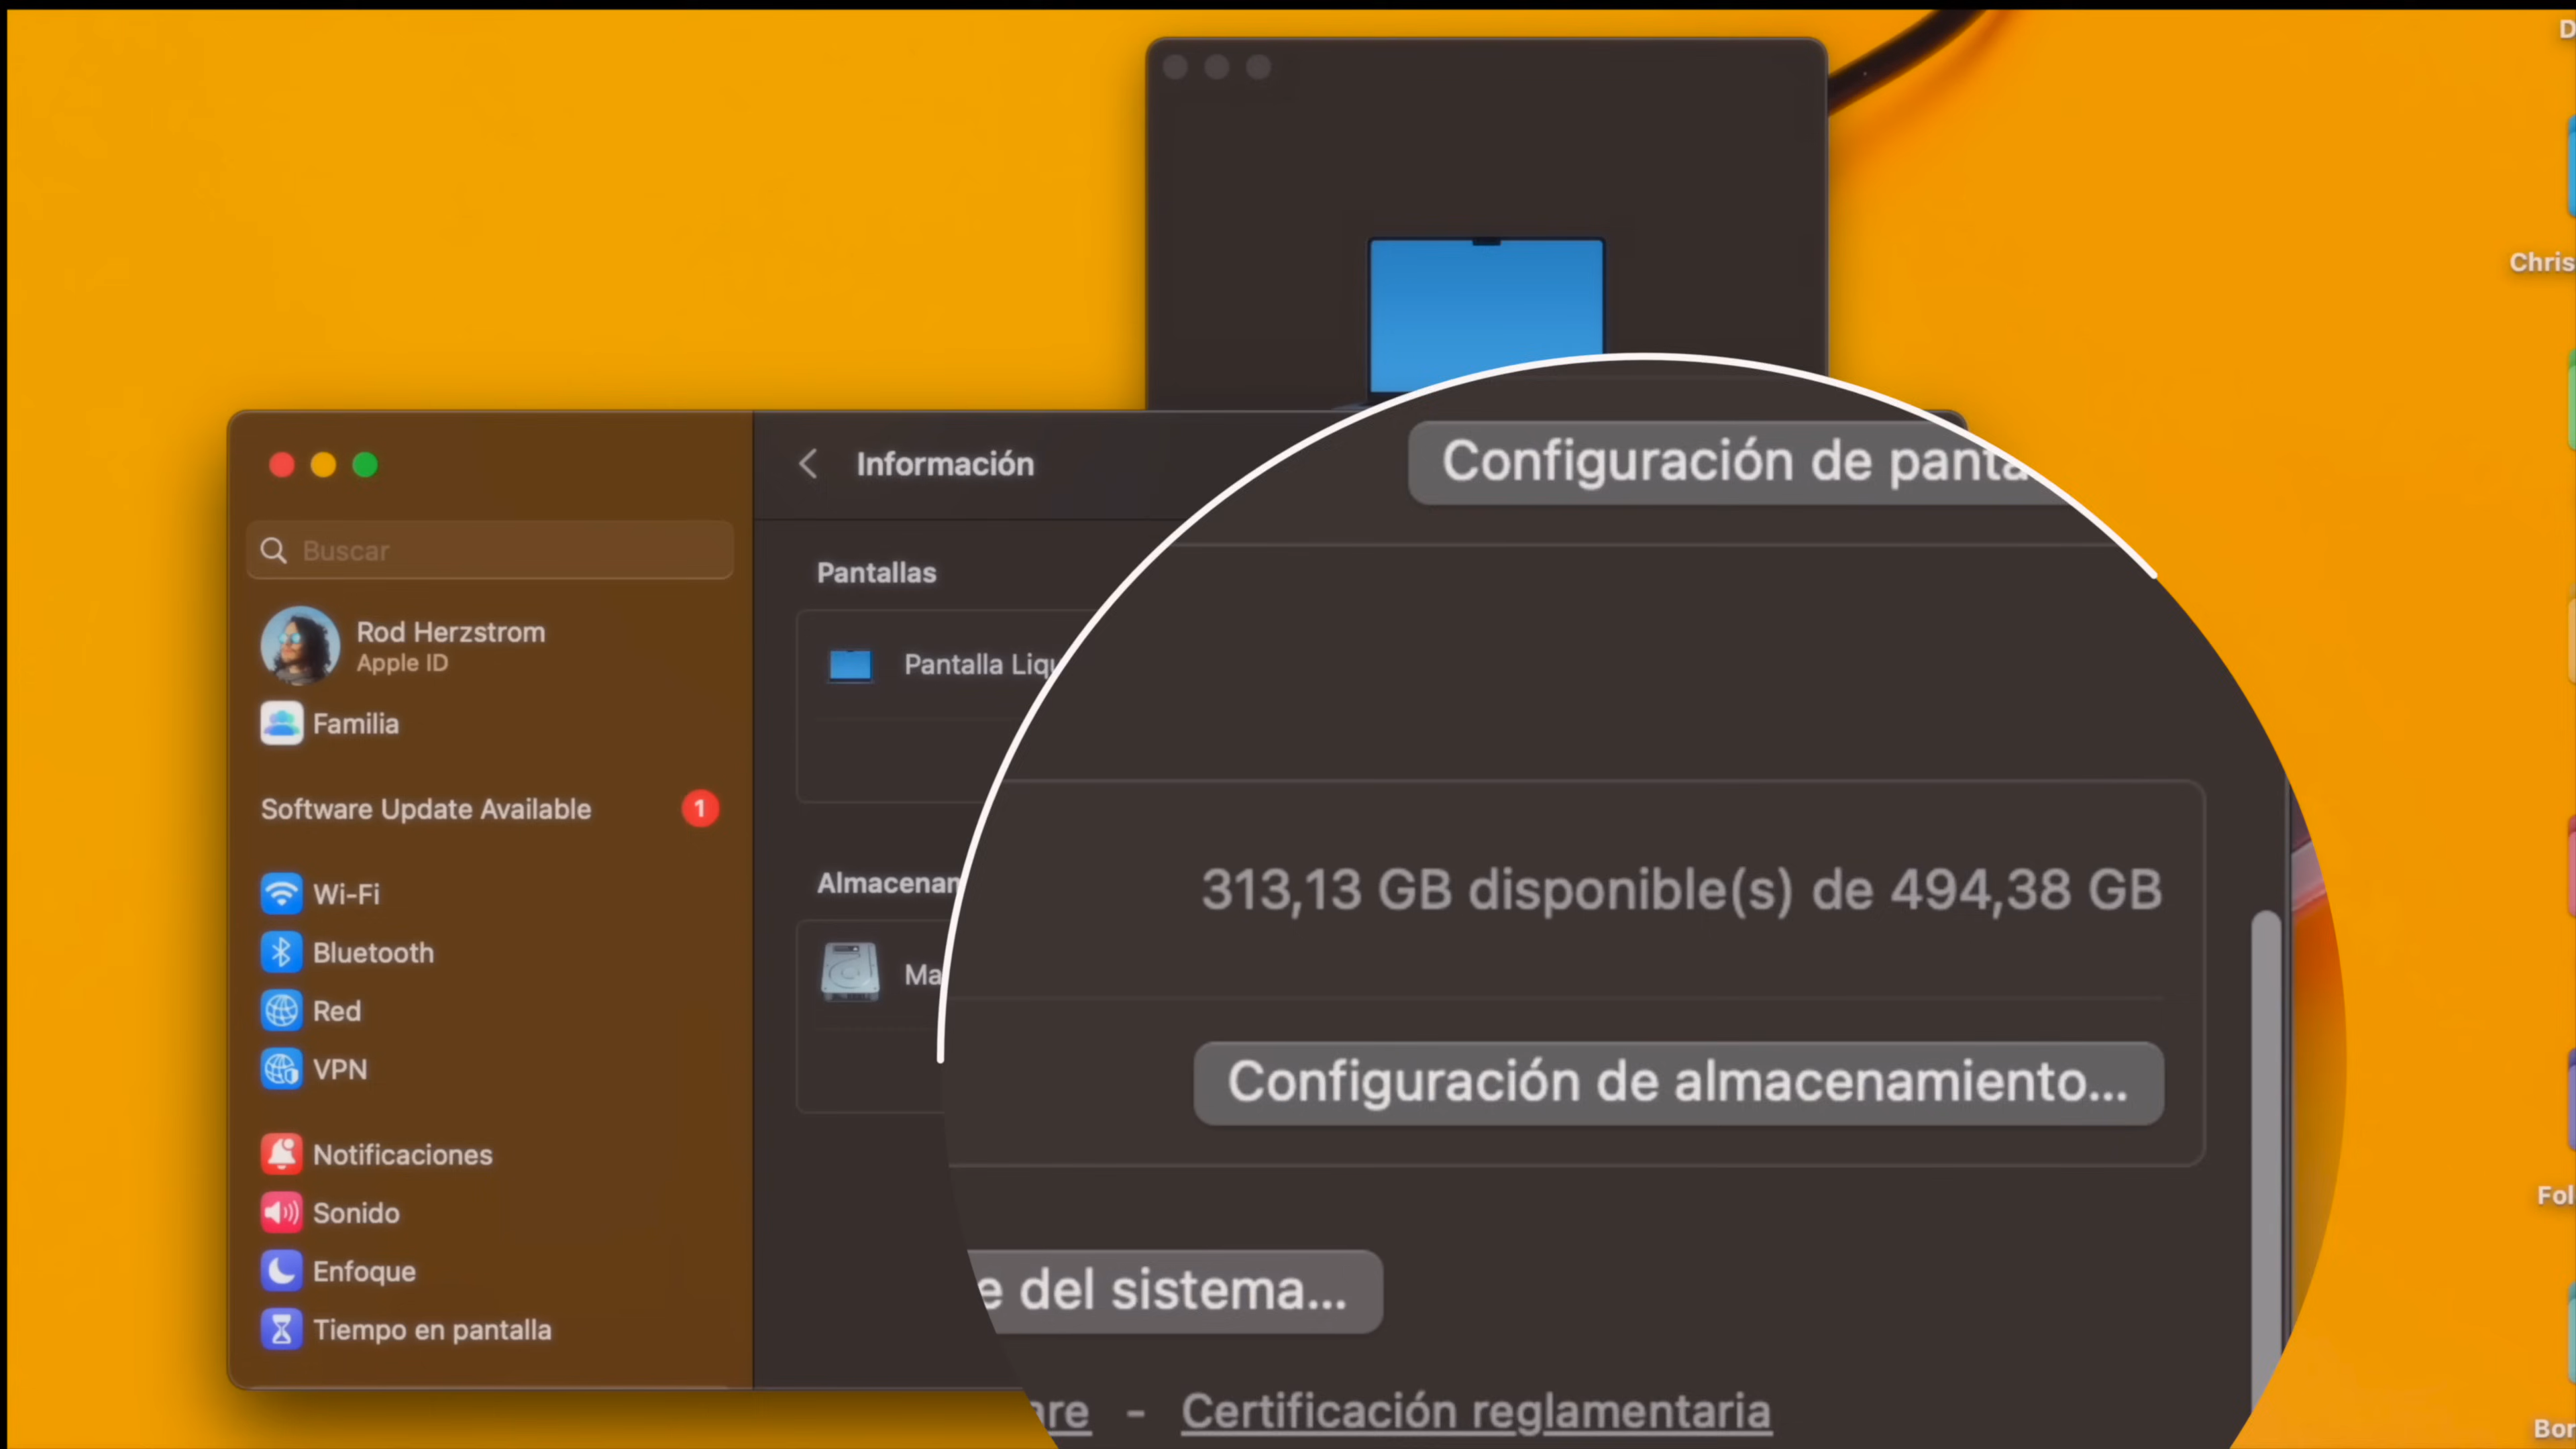 Información
Configuración de panta
Buscar
Pantallas
Rod Herzstrom
Apple ID
Pantalla Liqu
Familia
Software Update Available
1
Almacenam
313,13 GB disponible(s) de 494,38 GB
Wi-Fi
Ma
Bluetooth
Red
VPN
Configuración de almacenamiento...
Notificaciones
Sonido
Enfoque
Tiempo en pantalla
e del sistema...
are - Certificación reglamentaria
D
Chris
Fol
Bor